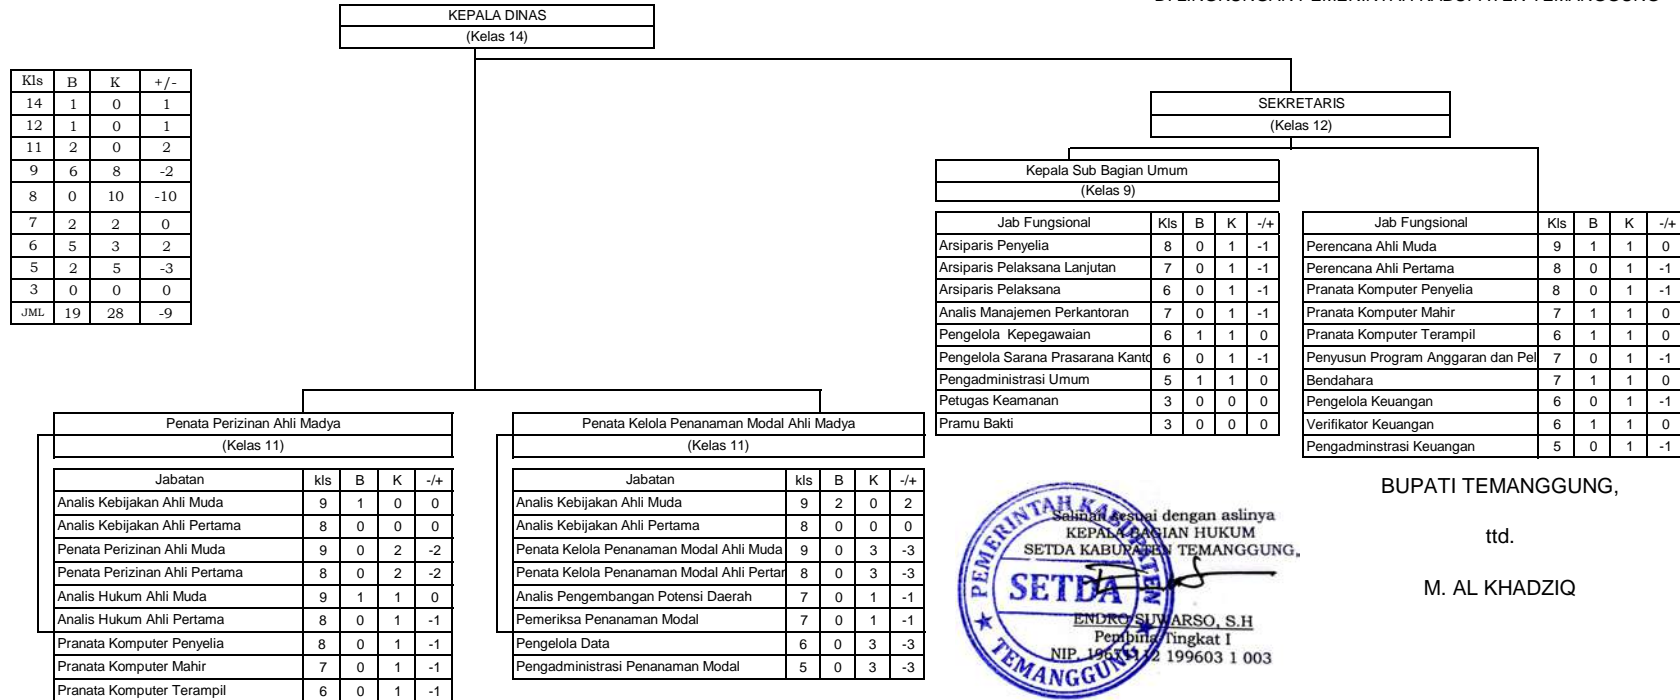 DI LINGKUNGAN PEMERINTAH KABUPATEN TEMANGGUNG
KEPALA DINAS
(Kelas 14)
Kls B K +/-
14 1 0 1
12 1 0 1
11 2 0 2
9 6 8 -2
8 0 10 -10
7 2 2 0
6 5 3 2
5 2 5 -3
3 0 0 0
JML 19 28 -9
SEKRETARIS
(Kelas 12)
Kepala Sub Bagian Umum
(Kelas 9)
Jab Fungsional Kls B K -/+
Arsiparis Penyelia 8 0 1 -1
Arsiparis Pelaksana Lanjutan 7 0 1 -1
Arsiparis Pelaksana 6 0 1 -1
Analis Manajemen Perkantoran 7 0 1 -1
Pengelola Kepegawaian 6 1 1 0
Pengelola Sarana Prasarana Kanto 6 0 1 -1
Pengadministrasi Umum 5 1 1 0
Petugas Keamanan 3 0 0 0
Pramu Bakti 3 0 0 0
Jab Fungsional Kls B K -/+
Perencana Ahli Muda 9 1 1 0
Perencana Ahli Pertama 8 0 1 -1
Pranata Komputer Penyelia 8 0 1 -1
Pranata Komputer Mahir 7 1 1 0
Pranata Komputer Terampil 6 1 1 0
Penyusun Program Anggaran dan Pel 7 0 1 -1
Bendahara 7 1 1 0
Pengelola Keuangan 6 0 1 -1
Verifikator Keuangan 6 1 1 0
Pengadminstrasi Keuangan 5 0 1 -1
Penata Perizinan Ahli Madya
(Kelas 11)
Jabatan kls B K -/+
Analis Kebijakan Ahli Muda 9 1 0 0
Analis Kebijakan Ahli Pertama 8 0 0 0
Penata Perizinan Ahli Muda 9 0 2 -2
Penata Perizinan Ahli Pertama 8 0 2 -2
Analis Hukum Ahli Muda 9 1 1 0
Analis Hukum Ahli Pertama 8 0 1 -1
Pranata Komputer Penyelia 8 0 1 -1
Pranata Komputer Mahir 7 0 1 -1
Pranata Komputer Terampil 6 0 1 -1
Penata Kelola Penanaman Modal Ahli Madya
(Kelas 11)
Jabatan kls B K -/+
Analis Kebijakan Ahli Muda 9 2 0 2
Analis Kebijakan Ahli Pertama 8 0 0 0
Penata Kelola Penanaman Modal Ahli Muda 9 0 3 -3
Penata Kelola Penanaman Modal Ahli Pertar 8 0 3 -3
Analis Pengembangan Potensi Daerah 7 0 1 -1
Pemeriksa Penanaman Modal 7 0 1 -1
Pengelola Data 6 0 3 -3
Pengadministrasi Penanaman Modal 5 0 3 -3
Salinan sesuai dengan aslinya
KEPALA BAGIAN HUKUM
SETDA KABUPATEN TEMANGGUNG,
ENDRO SUWARSO, S.H
Pembina Tingkat I
NIP. 199603 1 003
PEMERINTAH KABUPATEN
SETDA
TEMANGGUNG
BUPATI TEMANGGUNG,
ttd.
M. AL KHADZIQ